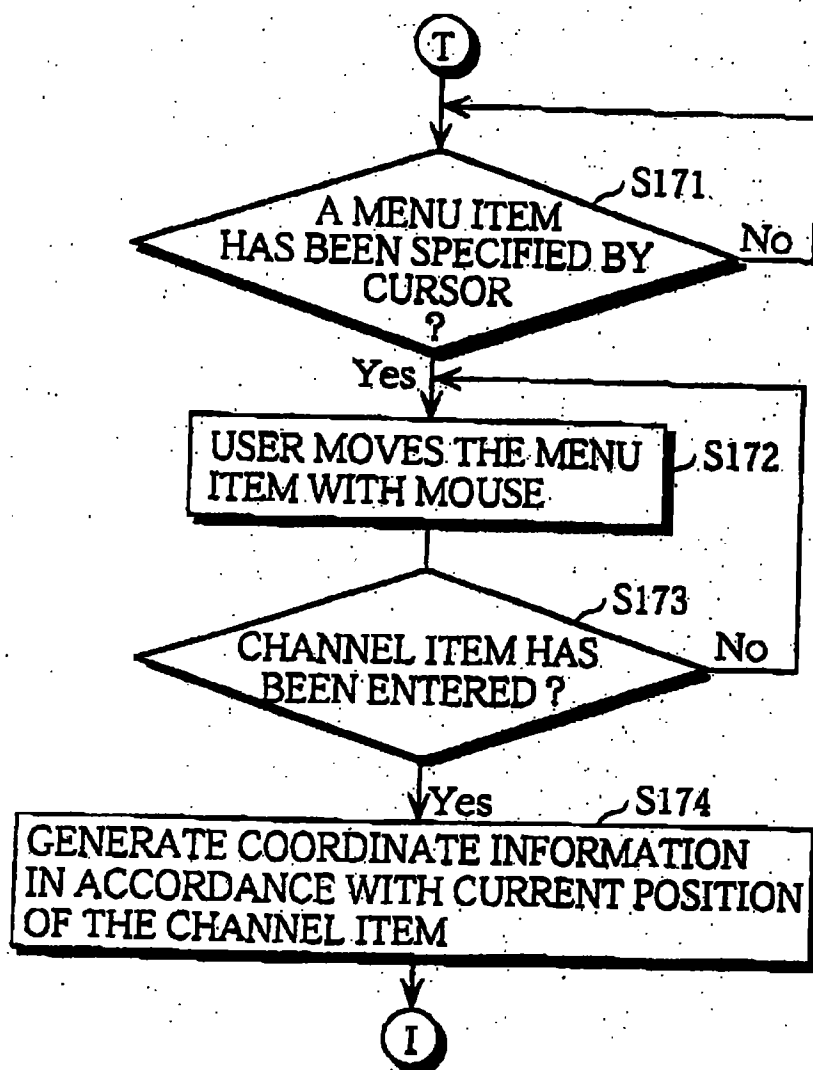 T
S171
A MENU ITEM
HAS BEEN SPECIFIED BY
CURSOR
?
No
Yes
USER MOVES THE MENU
ITEM WITH MOUSE
S172
S173
CHANNEL ITEM HAS
BEEN ENTERED ?
No
Yes
S174
GENERATE COORDINATE INFORMATION
IN ACCORDANCE WITH CURRENT POSITION
OF THE CHANNEL ITEM
I